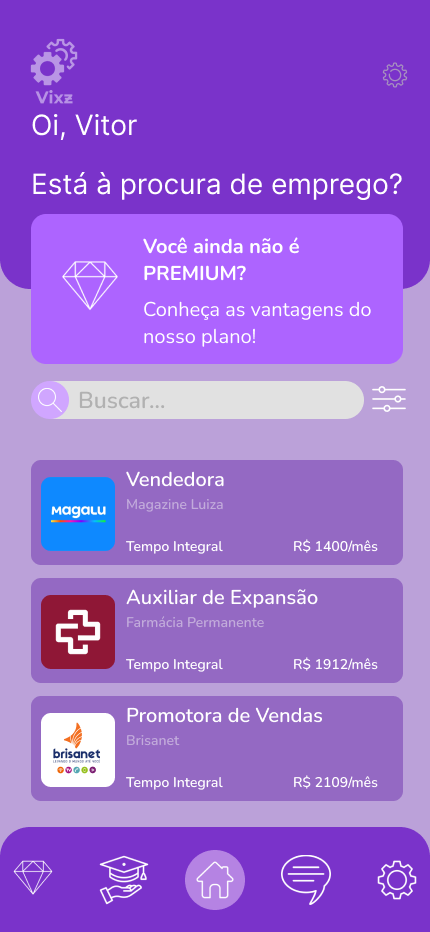 Vixz
Oi, Vitor
Está à procura de emprego?
Você ainda não é
PREMIUM?
Conheça as vantagens do
nosso plano!
Buscar...
Magalu
Vendedora
Magazine Luiza
Tempo Integral R$ 1400/mês
Auxiliar de Expansão
Farmácia Permanente
Tempo Integral R$ 1912/mês
brisanet
Promotora de Vendas
Brisanet
Tempo Integral R$ 2109/mês